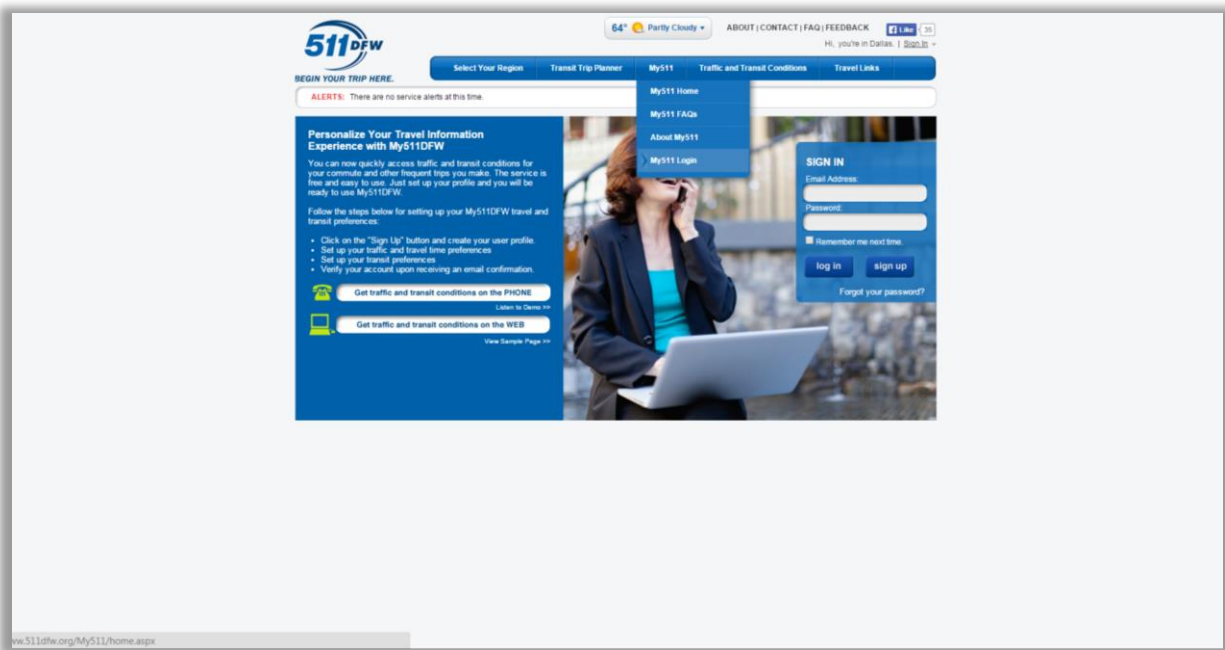 511 DFW
BEGIN YOUR TRIP HERE.
64° Partly Cloudy
ABOUT | CONTACT | FAQ | FEEDBACK
Like 35
Hi, you're in Dallas. | Sign In
Select Your Region Transit Trip Planner My511 Traffic and Transit Conditions Travel Links
My511 Home
My511 FAQs
About My511
My511 Login
ALERTS: There are no service alerts at this time.
Personalize Your Travel Information
Experience with My511DFW
You can now quickly access traffic and transit conditions for
your commute and other frequent trips you make. The service is
free and easy to use. Just set up your profile and you will be
ready to use My511DFW.
Follow the steps below for setting up your My511DFW travel and
transit preferences:
• Click on the "Sign Up" button and create your user profile.
• Set up your traffic and travel time preferences
• Set up your transit preferences
• Verify your account upon receiving an email confirmation.
Get traffic and transit conditions on the PHONE
Listen to Demo >>
Get traffic and transit conditions on the WEB
View Sample Page >>
SIGN IN
Email Address:
Password:
Remember me next time.
log in sign up
Forgot your password?
ww.511dfw.org/My511/home.aspx